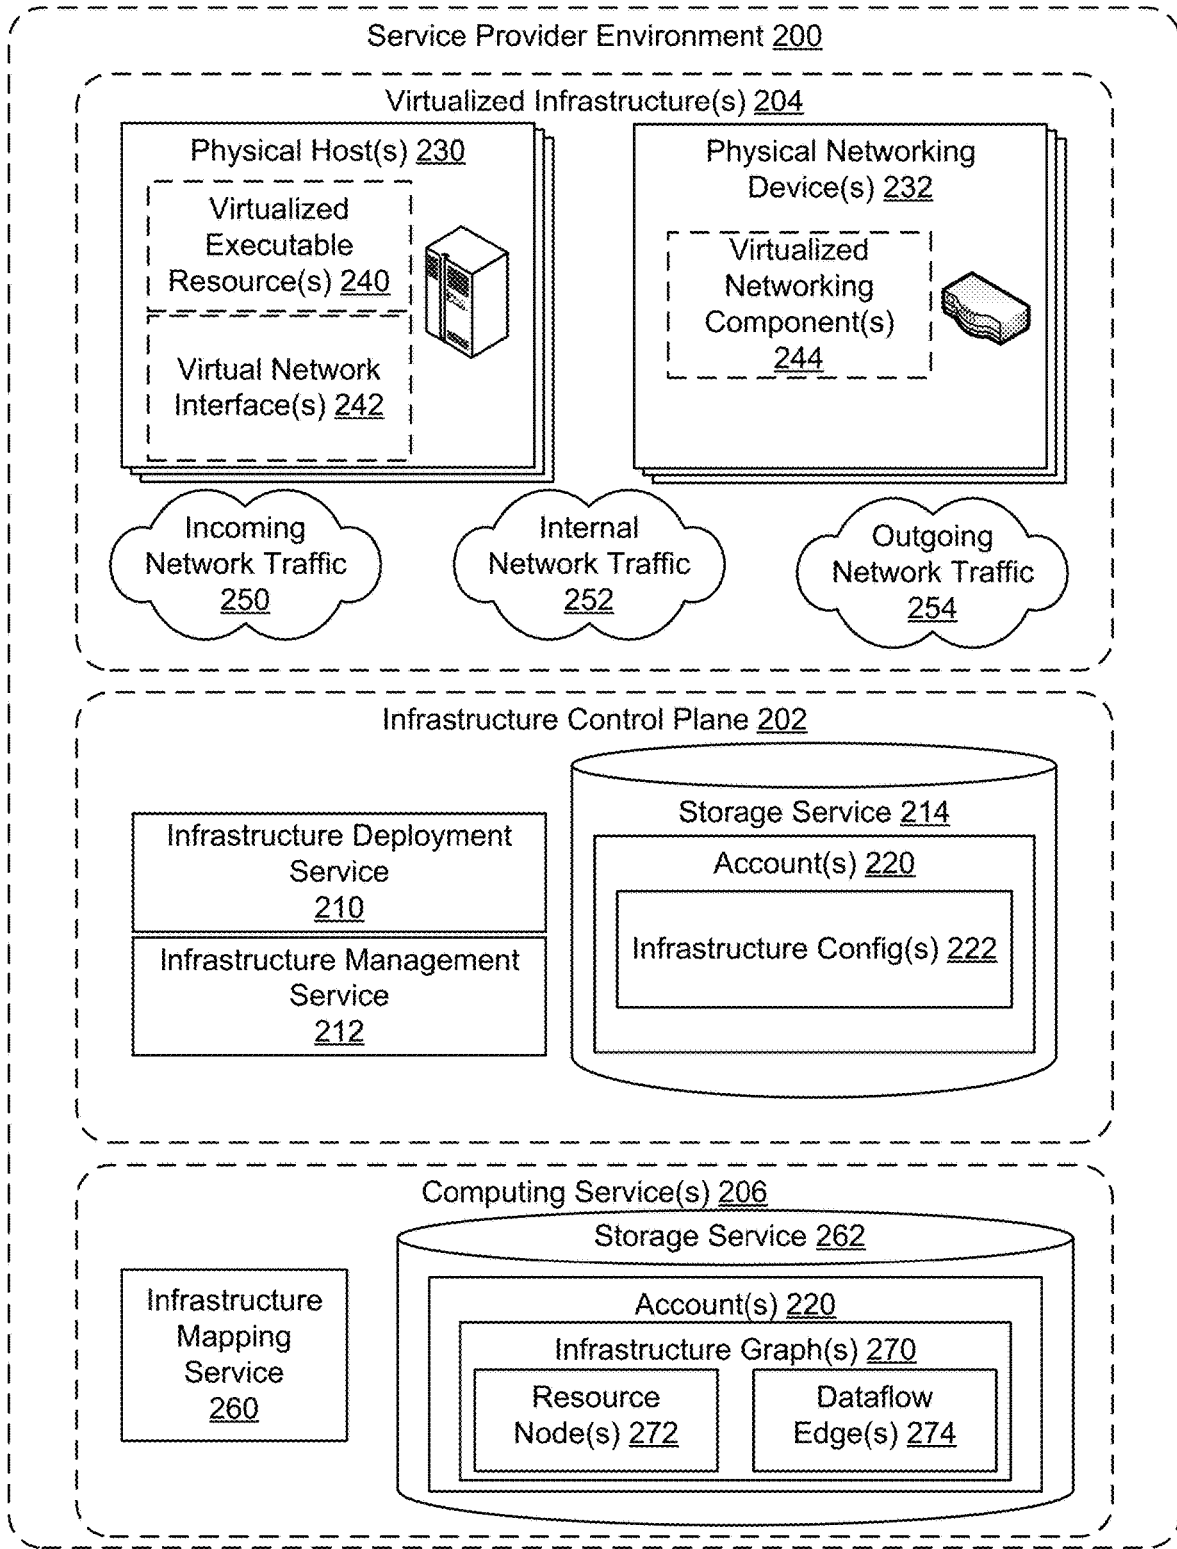 Service Provider Environment 200
Virtualized Infrastructure(s) 204
Physical Host(s) 230
Virtualized
Executable
Resource(s) 240
Virtual Network
Interface(s) 242
Physical Networking
Device(s) 232
Virtualized
Networking
Component(s)
244
Incoming
Network Traffic
250
Internal
Network Traffic
252
Outgoing
Network Traffic
254
Infrastructure Control Plane 202
Infrastructure Deployment
Service
210
Infrastructure Management
Service
212
Storage Service 214
Account(s) 220
Infrastructure Config(s) 222
Computing Service(s) 206
Infrastructure
Mapping
Service
260
Storage Service 262
Account(s) 220
Infrastructure Graph(s) 270
Resource
Node(s) 272
Dataflow
Edge(s) 274